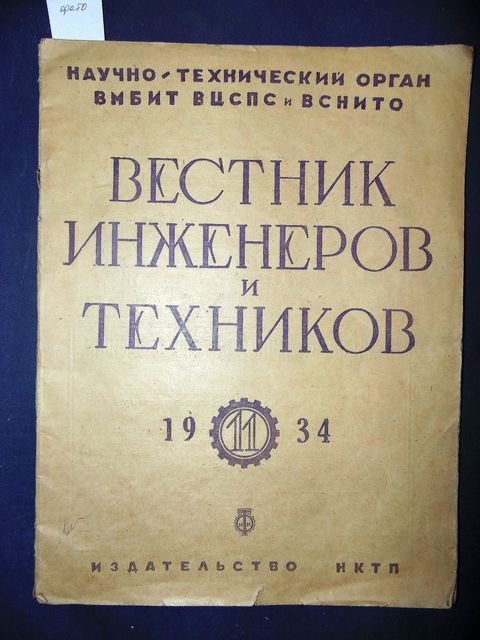 НАУЧНО-ТЕХНИЧЕСКИЙ ОРГАН
ВМБИТ ВЦСПС и ВСНИТО
ВЕСТНИК
ИНЖЕНЕРОВ
И
ТЕХНИКОВ
19 11 34
ИЗДАТЕЛЬСТВО НКТП